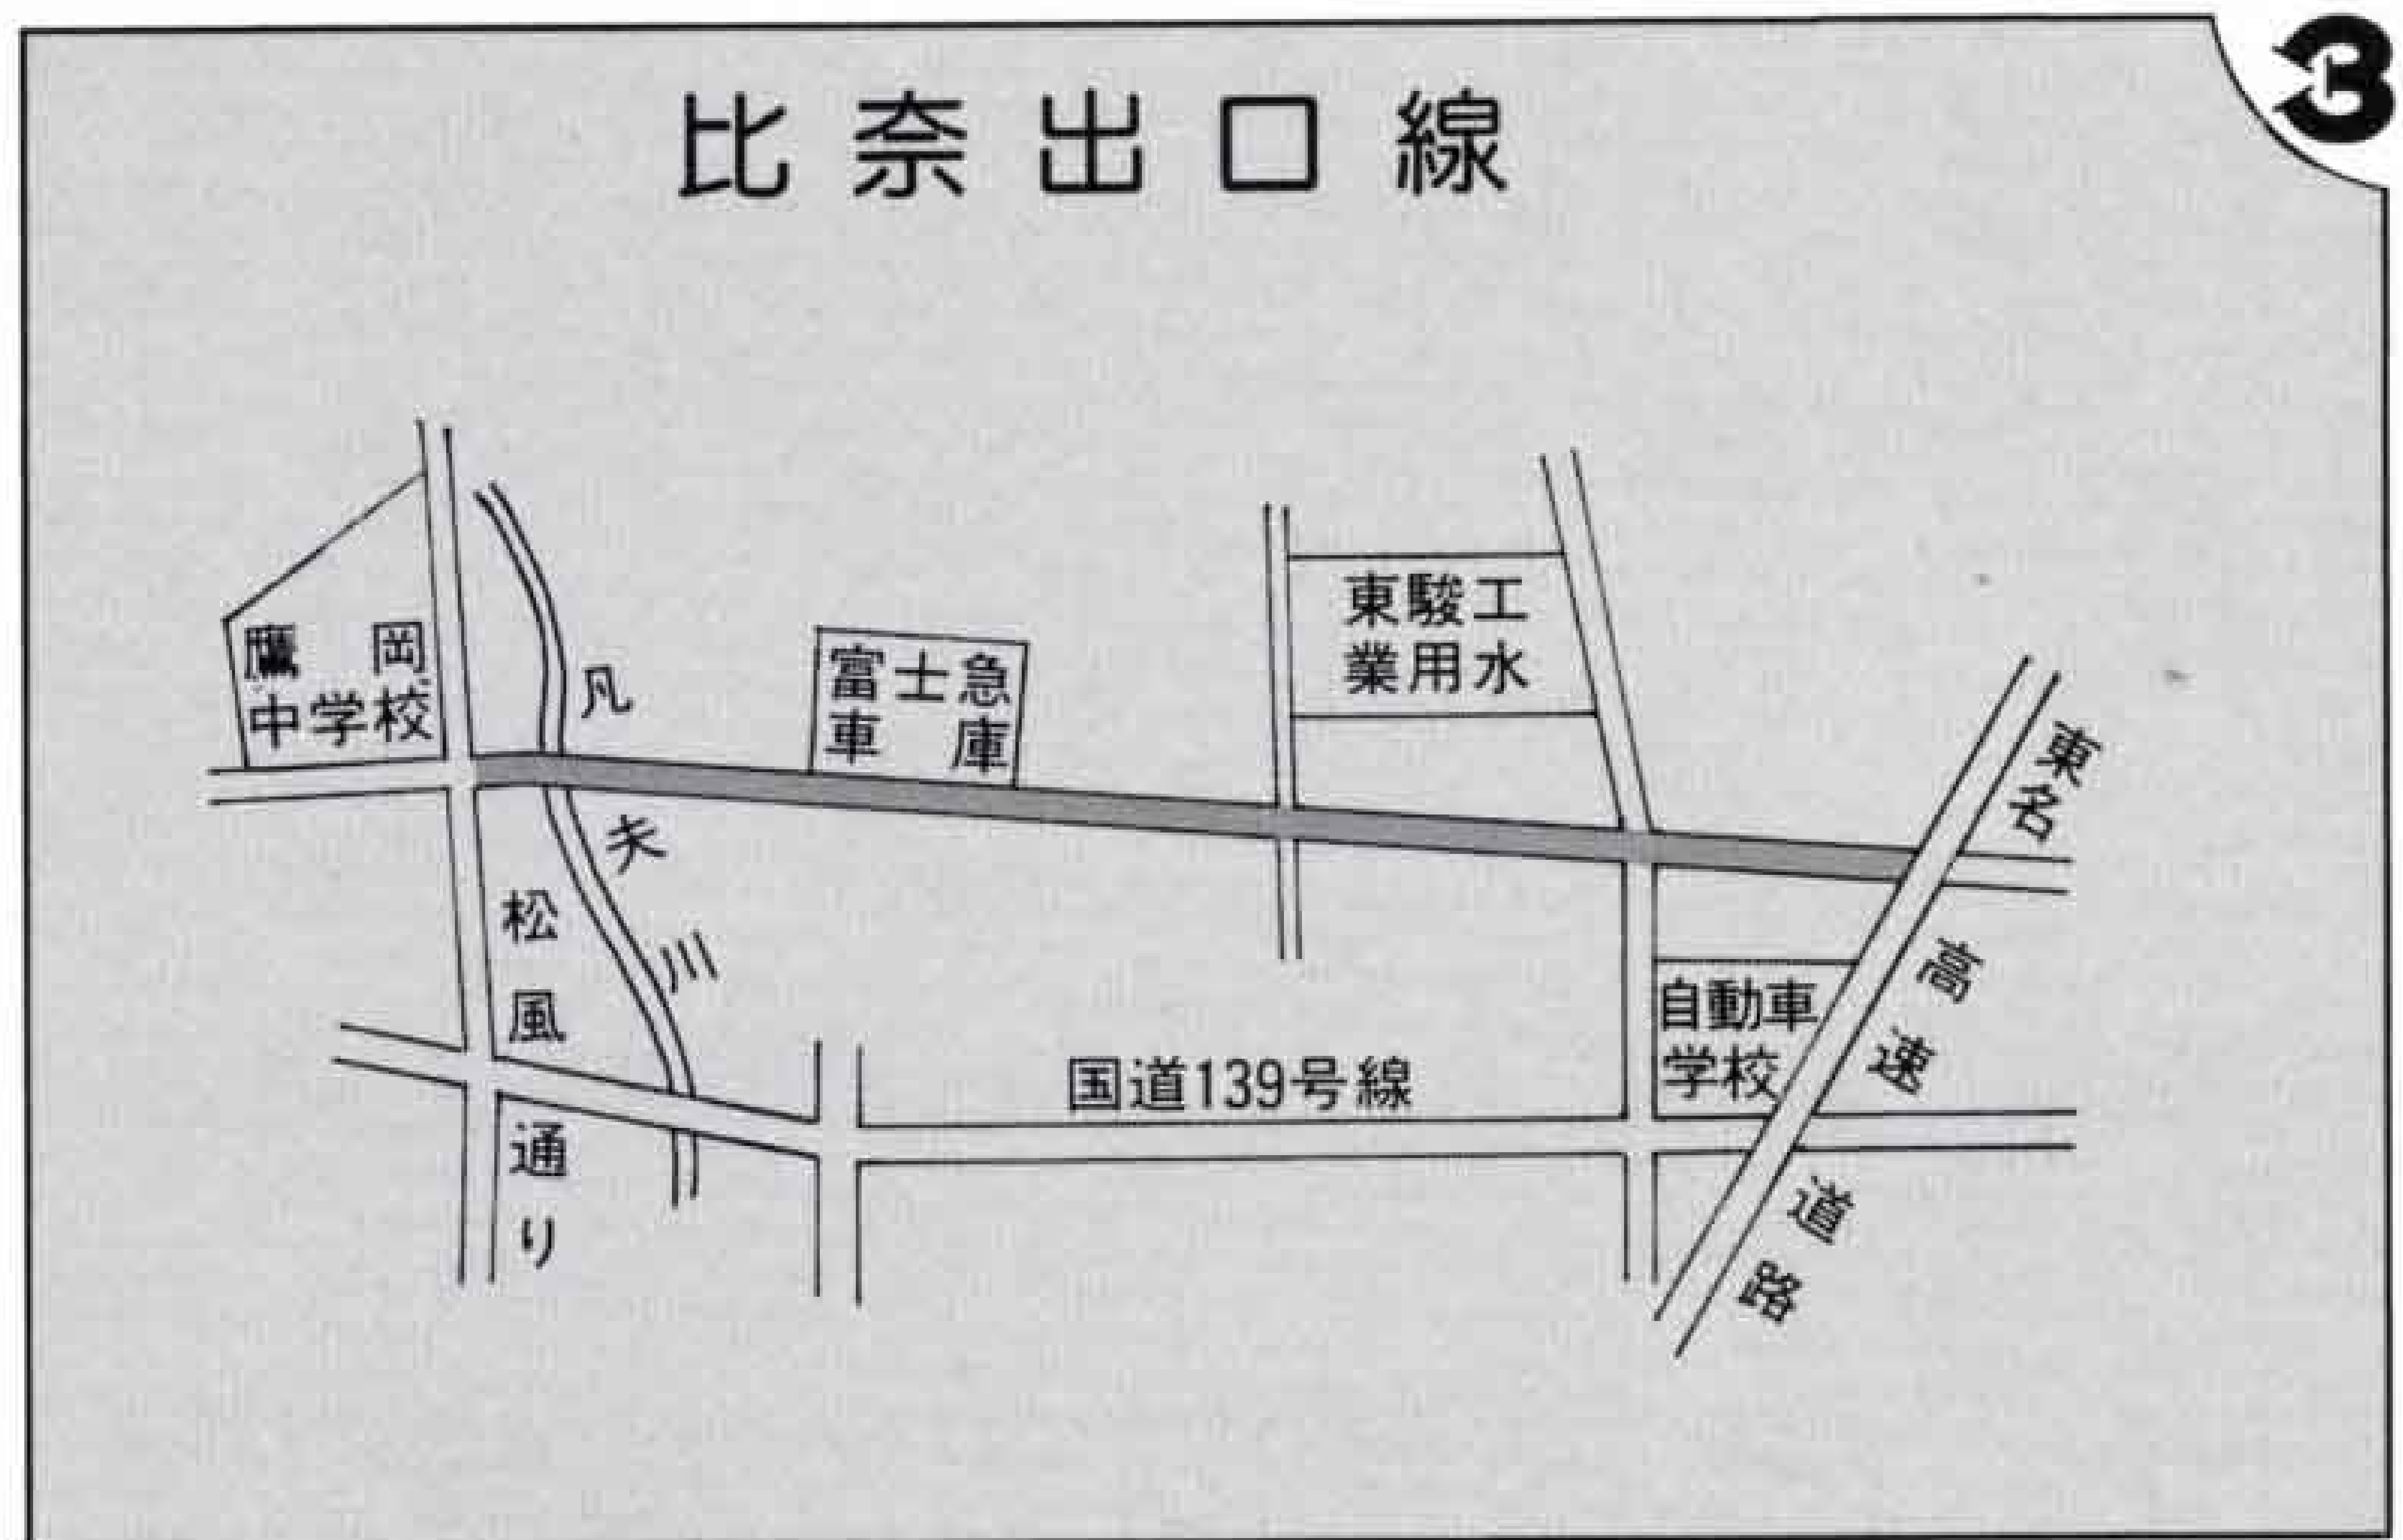 3
比奈出口線
鷹岡
中学校
凡夫川
富士急
車庫
東駿工
業用水
東名高速道路
松風通り
国道139号線
自動車
学校